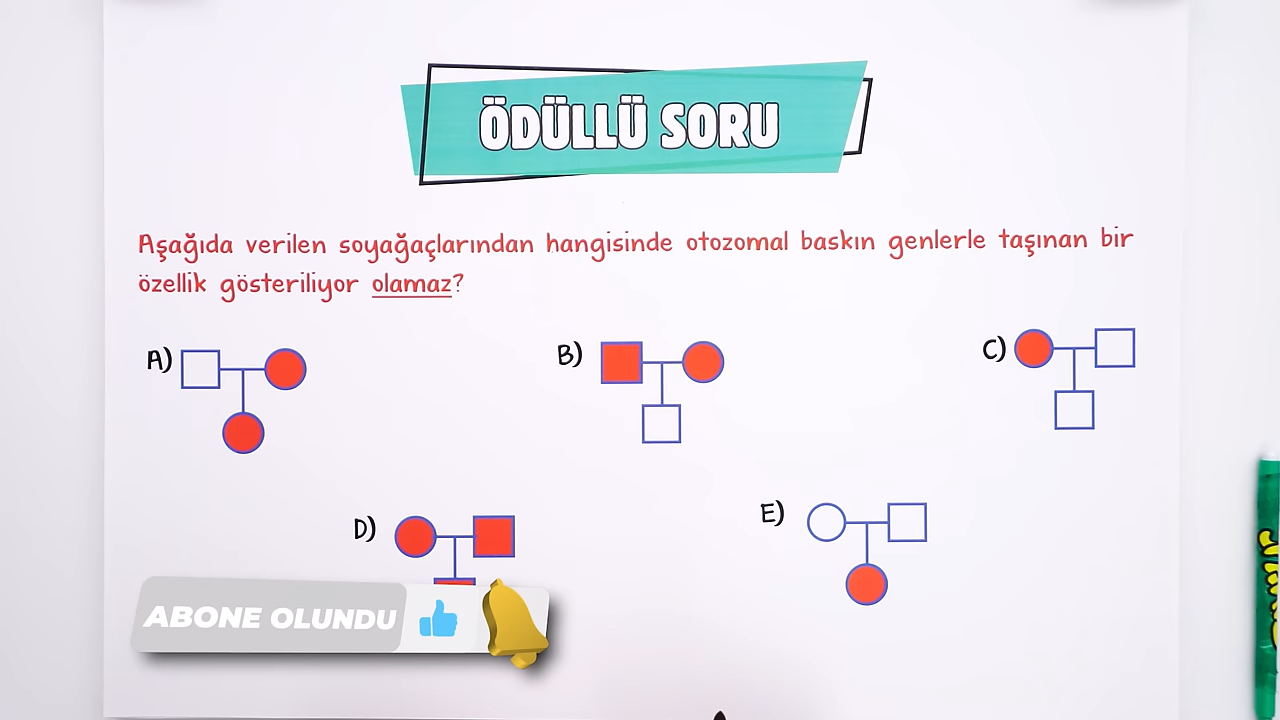 ÖDÜLLÜ SORU
Aşağıda verilen soyağaçlarından hangisinde otozomal baskın genlerle taşınan bir
özellik gösteriliyor olamaz?
A)
B)
C)
D)
E)
ABONE OLUNDU